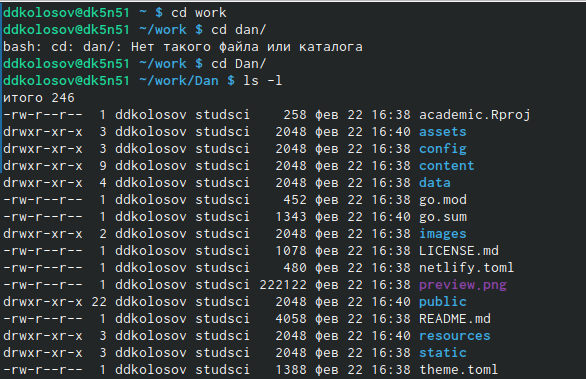 ddkolosov@dk5n51 ~ $ cd work
ddkolosov@dk5n51 ~/work $ cd dan/
bash: cd: dan/: Нет такого файла или каталога
ddkolosov@dk5n51 ~/work $ cd Dan/
ddkolosov@dk5n51 ~/work/Dan $ ls -l
итого 246
-rw-r--r-- 1 ddkolosov studsci 258 фев 22 16:38 academic.Rproj
drwxr-xr-x 3 ddkolosov studsci 2048 фев 22 16:40 assets
drwxr-xr-x 3 ddkolosov studsci 2048 фев 22 16:38 config
drwxr-xr-x 9 ddkolosov studsci 2048 фев 22 16:38 content
drwxr-xr-x 4 ddkolosov studsci 2048 фев 22 16:38 data
-rw-r--r-- 1 ddkolosov studsci 452 фев 22 16:38 go.mod
-rw-r--r-- 1 ddkolosov studsci 1343 фев 22 16:40 go.sum
drwxr-xr-x 2 ddkolosov studsci 2048 фев 22 16:38 images
-rw-r--r-- 1 ddkolosov studsci 1078 фев 22 16:38 LICENSE.md
-rw-r--r-- 1 ddkolosov studsci 480 фев 22 16:38 netlify.toml
-rw-r--r-- 1 ddkolosov studsci 222122 фев 22 16:38 preview.png
drwxr-xr-x 22 ddkolosov studsci 2048 фев 22 16:40 public
-rw-r--r-- 1 ddkolosov studsci 4058 фев 22 16:38 README.md
drwxr-xr-x 3 ddkolosov studsci 2048 фев 22 16:40 resources
drwxr-xr-x 3 ddkolosov studsci 2048 фев 22 16:38 static
-rw-r--r-- 1 ddkolosov studsci 1388 фев 22 16:38 theme.toml